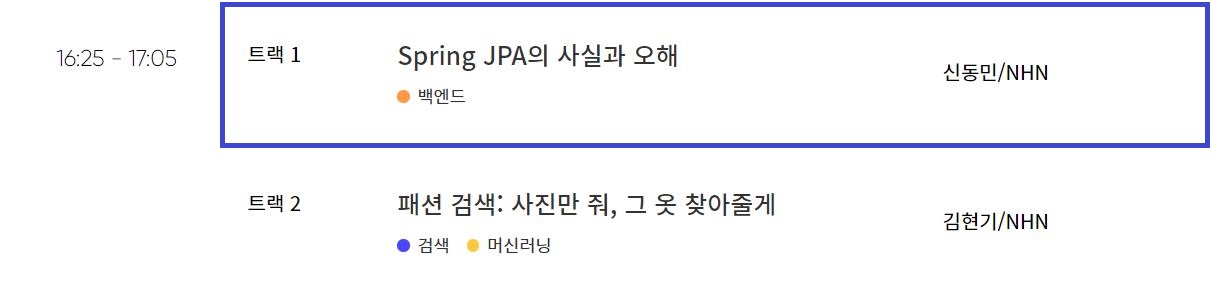 16:25 - 17:05 트랙 1 Spring JPA의 사실과 오해 신동민/NHN
백엔드
트랙 2 패션 검색: 사진만 줘, 그 옷 찾아줄게 김현기/NHN
검색 머신러닝